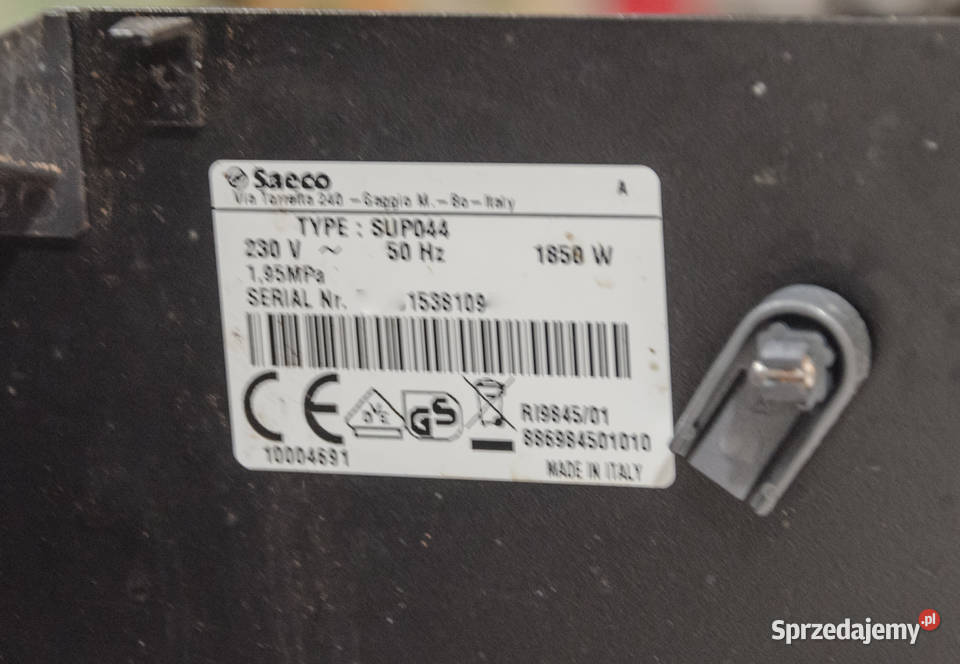 Saeco
A
Via Torretta 240 - Gaggio M. - Bo - Italy
TYPE : SUP044
230 V ~ 50 Hz 1850 W
1,95MPa
SERIAL Nr. 1538109
CE
DVE
GS
RI9845/01
886984501010
10004691
MADE IN ITALY
Sprzedajemy.pl